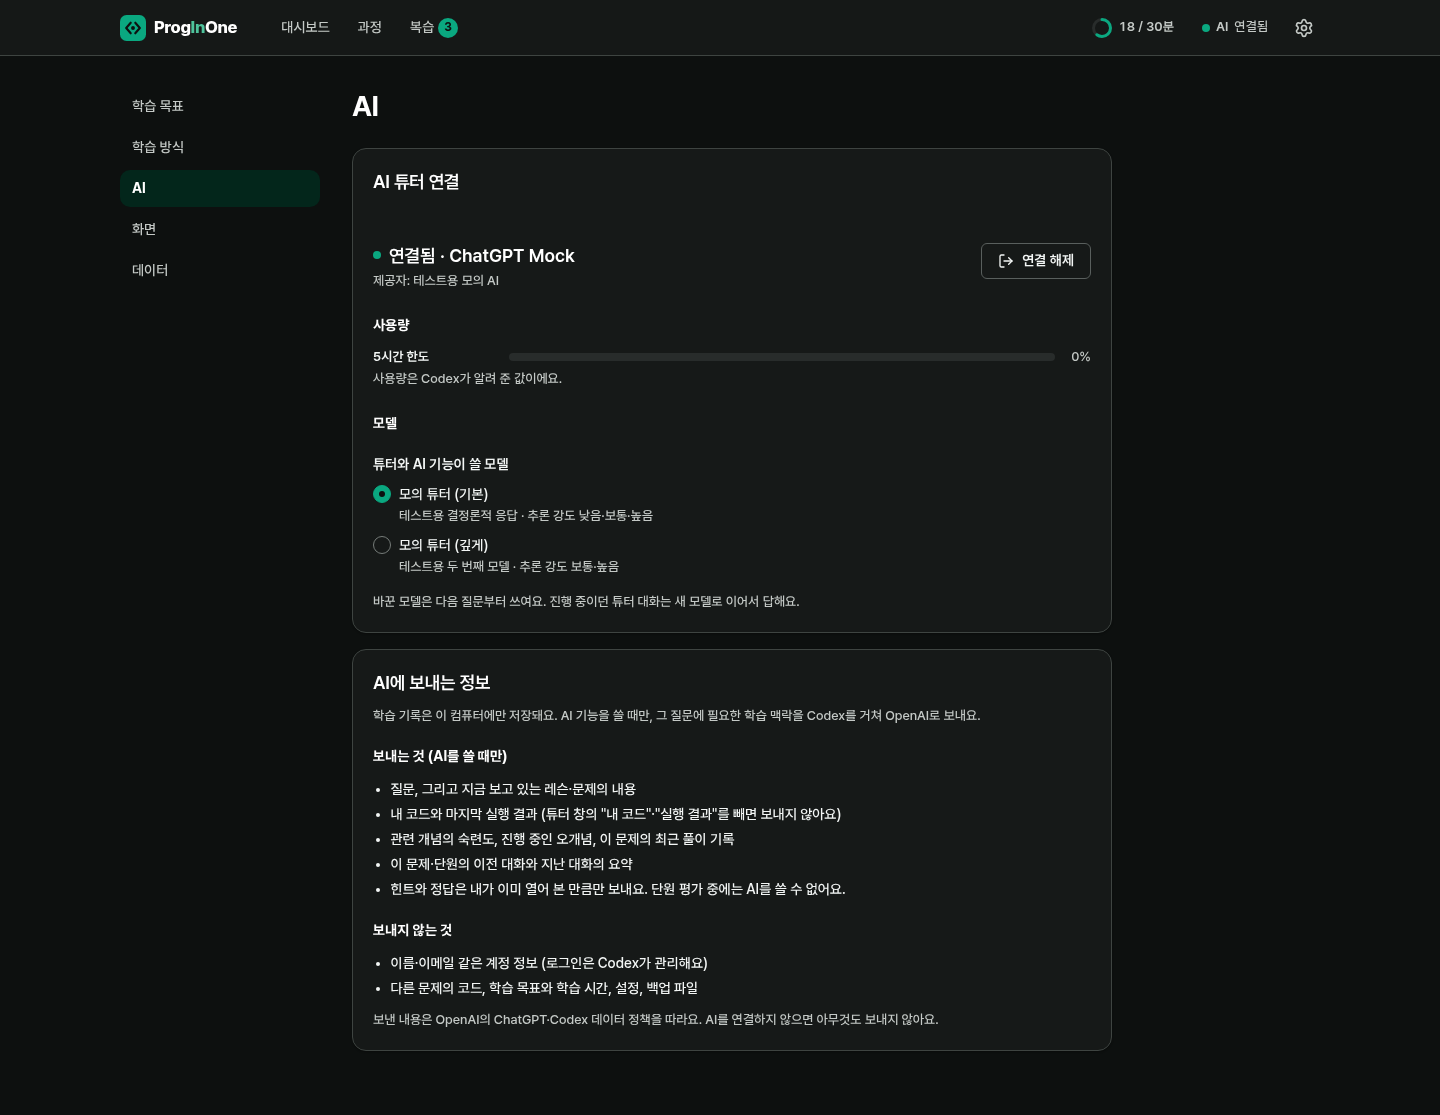 ProgInOne
대시보드
과정
복습 3
18 / 30분
AI 연결됨
학습 목표
학습 방식
AI
화면
데이터
AI
AI 튜터 연결
연결됨 · ChatGPT Mock
제공자: 테스트용 모의 AI
연결 해제
사용량
5시간 한도
0%
사용량은 Codex가 알려 준 값이에요.
모델
튜터와 AI 기능이 쓸 모델
모의 튜터 (기본)
테스트용 결정론적 응답 · 추론 강도 낮음·보통·높음
모의 튜터 (깊게)
테스트용 두 번째 모델 · 추론 강도 보통·높음
바꾼 모델은 다음 질문부터 쓰여요. 진행 중이던 튜터 대화는 새 모델로 이어서 답해요.
AI에 보내는 정보
학습 기록은 이 컴퓨터에만 저장돼요. AI 기능을 쓸 때만, 그 질문에 필요한 학습 맥락을 Codex를 거쳐 OpenAI로 보내요.
보내는 것 (AI를 쓸 때만)
• 질문, 그리고 지금 보고 있는 레슨·문제의 내용
• 내 코드와 마지막 실행 결과 (튜터 창의 "내 코드"·"실행 결과"를 빼면 보내지 않아요)
• 관련 개념의 숙련도, 진행 중인 오개념, 이 문제의 최근 풀이 기록
• 이 문제·단원의 이전 대화와 지난 대화의 요약
• 힌트와 정답은 내가 이미 열어 본 만큼만 보내요. 단원 평가 중에는 AI를 쓸 수 없어요.
보내지 않는 것
• 이름·이메일 같은 계정 정보 (로그인은 Codex가 관리해요)
• 다른 문제의 코드, 학습 목표와 학습 시간, 설정, 백업 파일
보낸 내용은 OpenAI의 ChatGPT·Codex 데이터 정책을 따라요. AI를 연결하지 않으면 아무것도 보내지 않아요.